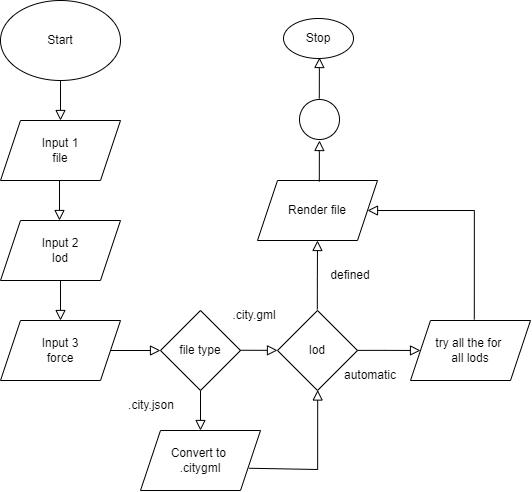 Start
Stop
Input 1
file
Input 2
lod
Render file
defined
.city.gml
Input 3
force
file type
lod
try all the for
all lods
automatic
.city.json
Convert to
.citygml